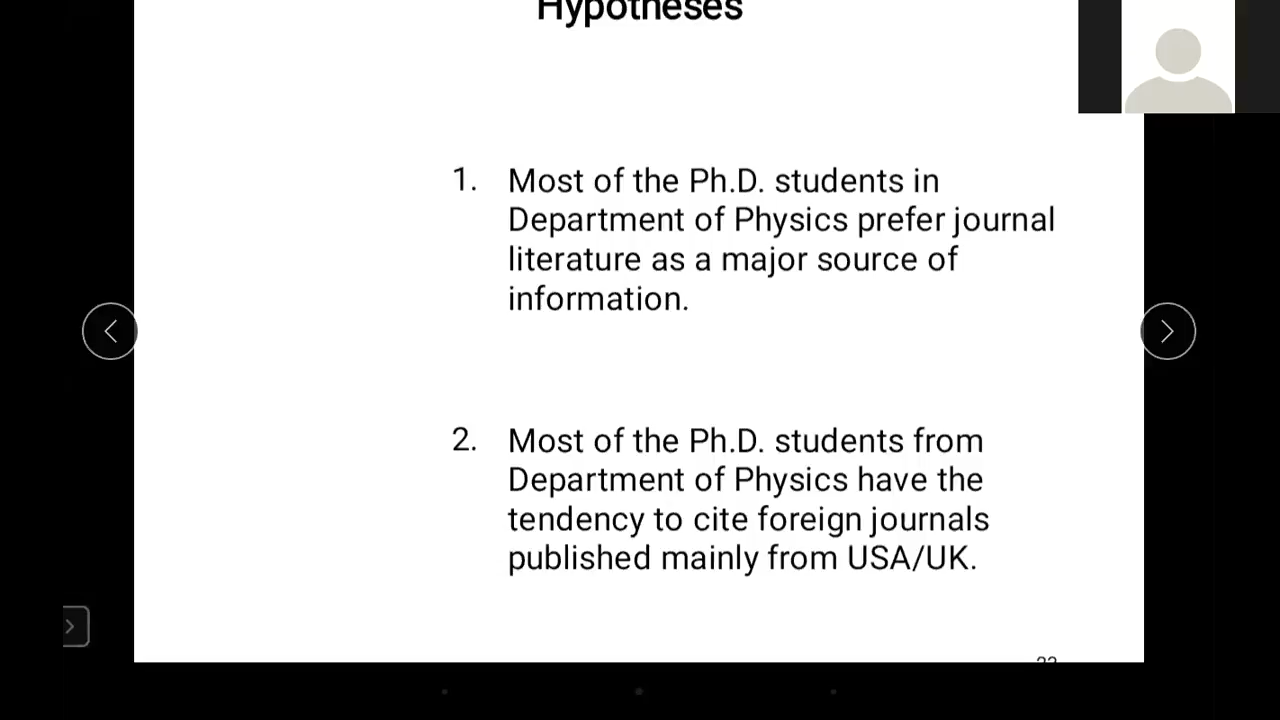 Hypotheses
1. Most of the Ph.D. students in
Department of Physics prefer journal
literature as a major source of
information.
2. Most of the Ph.D. students from
Department of Physics have the
tendency to cite foreign journals
published mainly from USA/UK.